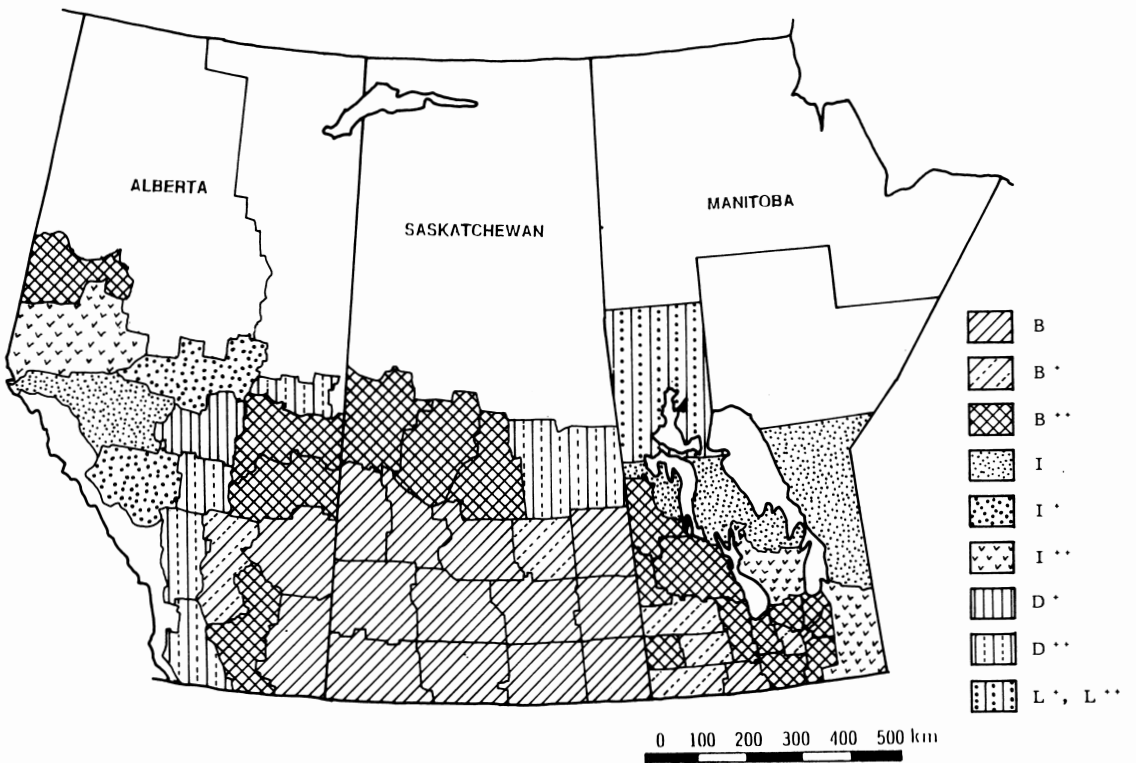 ALBERTA
SASKATCHEWAN
MANITOBA
B
B +
B ++
I
I +
I ++
D +
D ++
L +, L ++
0 100 200 300 400 500 km